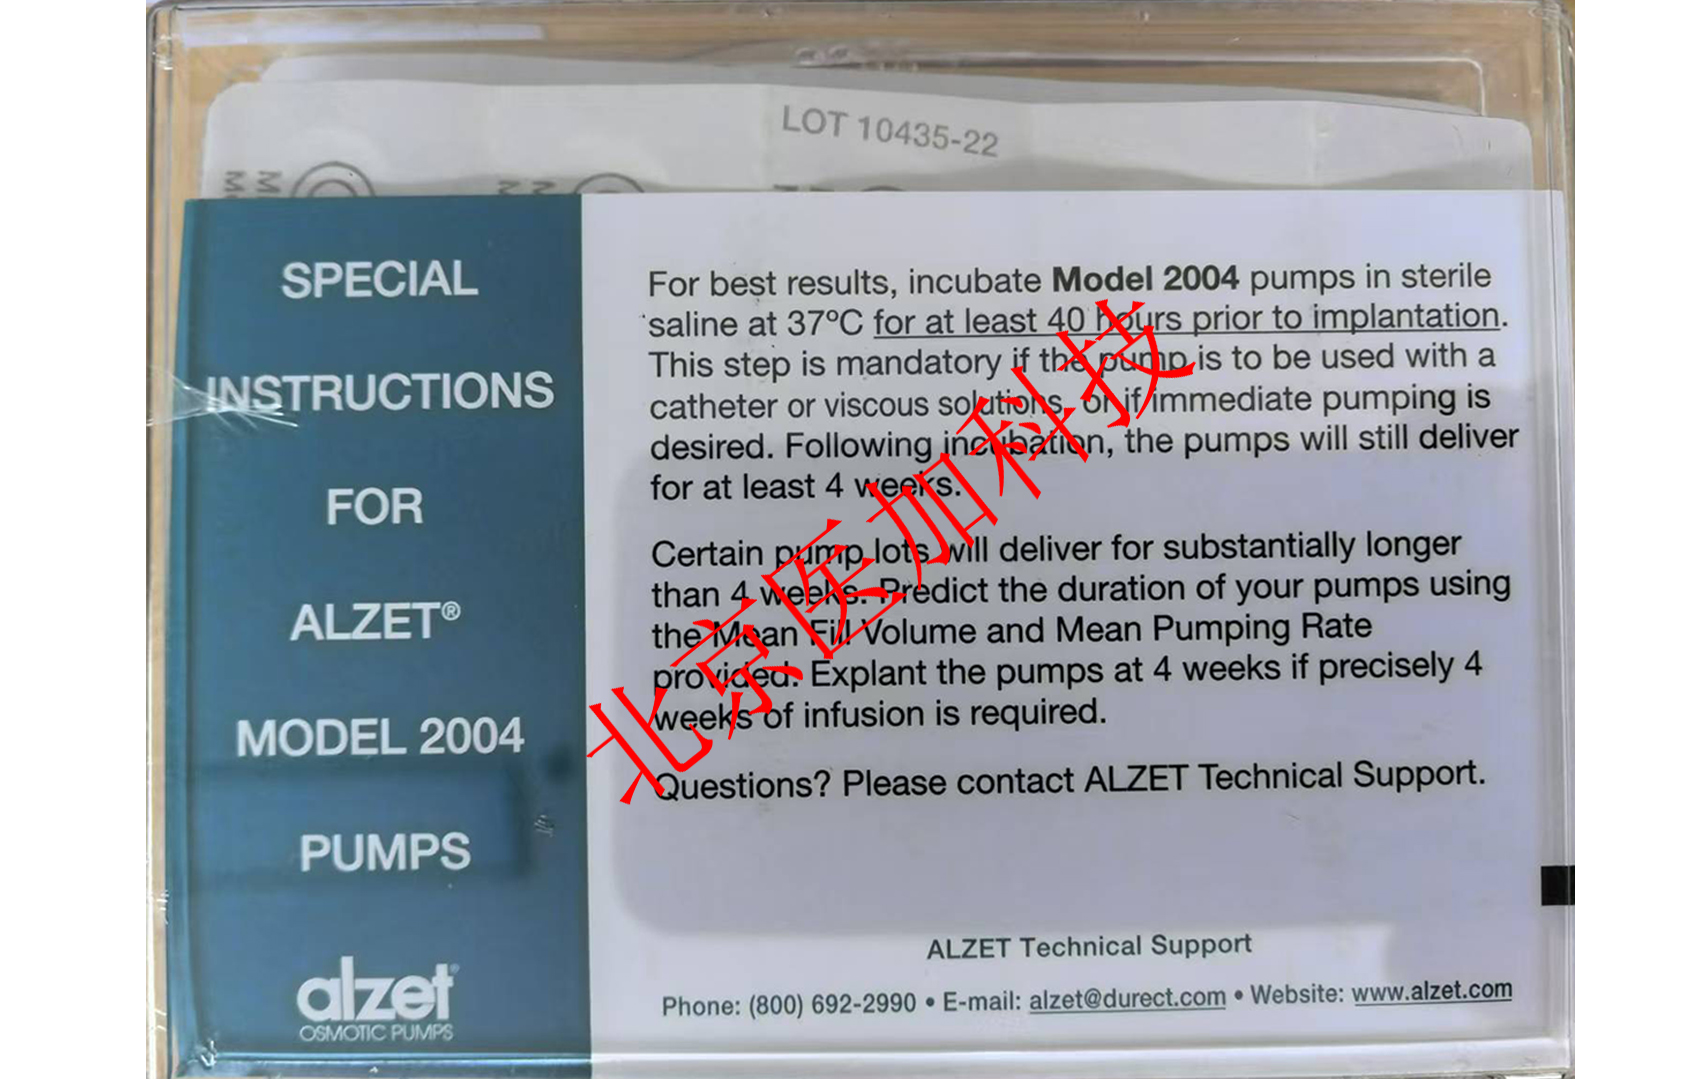 LOT 10435-22
SPECIAL
INSTRUCTIONS
FOR
ALZET®
MODEL 2004
PUMPS
alzet®
OSMOTIC PUMPS
For best results, incubate Model 2004 pumps in sterile
saline at 37ºC for at least 40 hours prior to implantation.
This step is mandatory if the pump is to be used with a
catheter or viscous solutions, or if immediate pumping is
desired. Following incubation, the pumps will still deliver
for at least 4 weeks.
Certain pump lots will deliver for substantially longer
than 4 weeks. Predict the duration of your pumps using
the Mean Fill Volume and Mean Pumping Rate
provided. Explant the pumps at 4 weeks if precisely 4
weeks of infusion is required.
Questions? Please contact ALZET Technical Support.
ALZET Technical Support
Phone: (800) 692-2990 • E-mail: alzet@durect.com • Website: www.alzet.com
北京医加科技